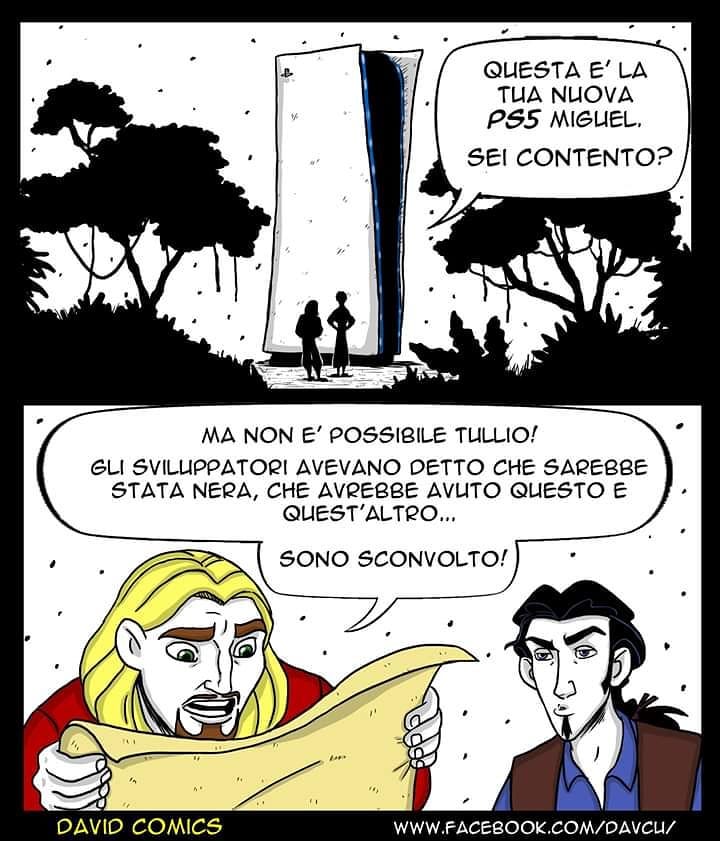 QUESTA E' LA
TUA NUOVA
PS5 MIGUEL.
SEI CONTENTO?
MA NON E' POSSIBILE TULLIO!
GLI SVILUPPATORI AVEVANO DETTO CHE SAREBBE
STATA NERA, CHE AVREBBE AVUTO QUESTO E
QUEST'ALTRO...
SONO SCONVOLTO!
DAVID COMICS
WWW.FACEBOOK.COM/DAVCU/